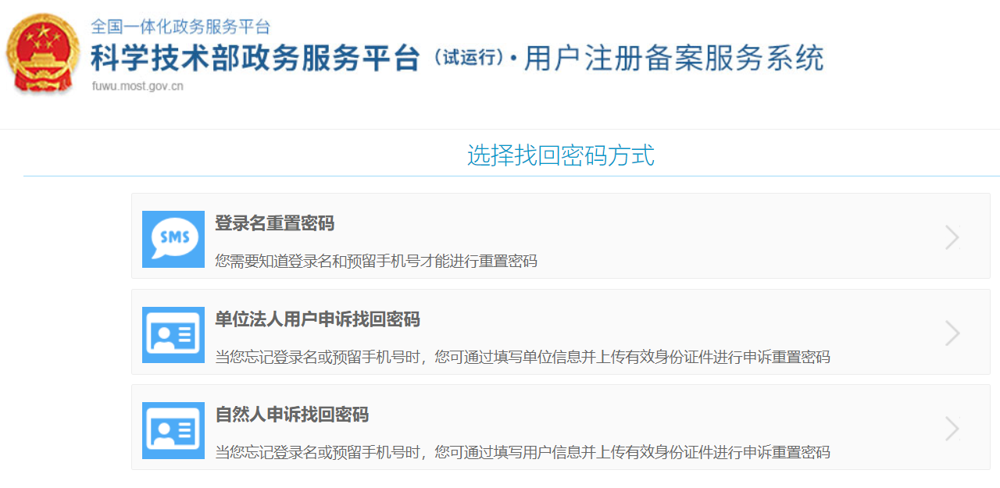 全国一体化政务服务平台
科学技术部政务服务平台（试运行）·用户注册备案服务系统
fuwu.most.gov.cn
选择找回密码方式
SMS
登录名重置密码
您需要知道登录名和预留手机号才能进行重置密码
单位法人用户申诉找回密码
当您忘记登录名或预留手机号时，您可通过填写单位信息并上传有效身份证件进行申诉重置密码
自然人申诉找回密码
当您忘记登录名或预留手机号时，您可通过填写用户信息并上传有效身份证件进行申诉重置密码